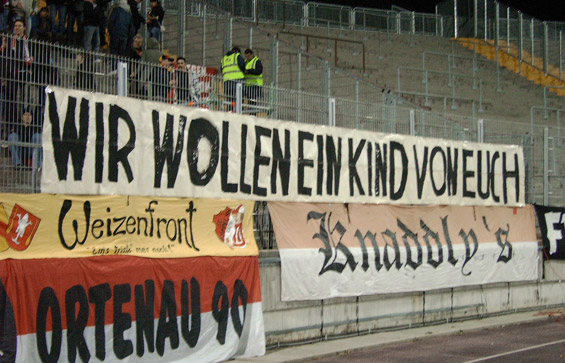 WIR WOLLEN EIN KIND VON EUCH
Weizenfront
Knaddly's
ORTENAU 90